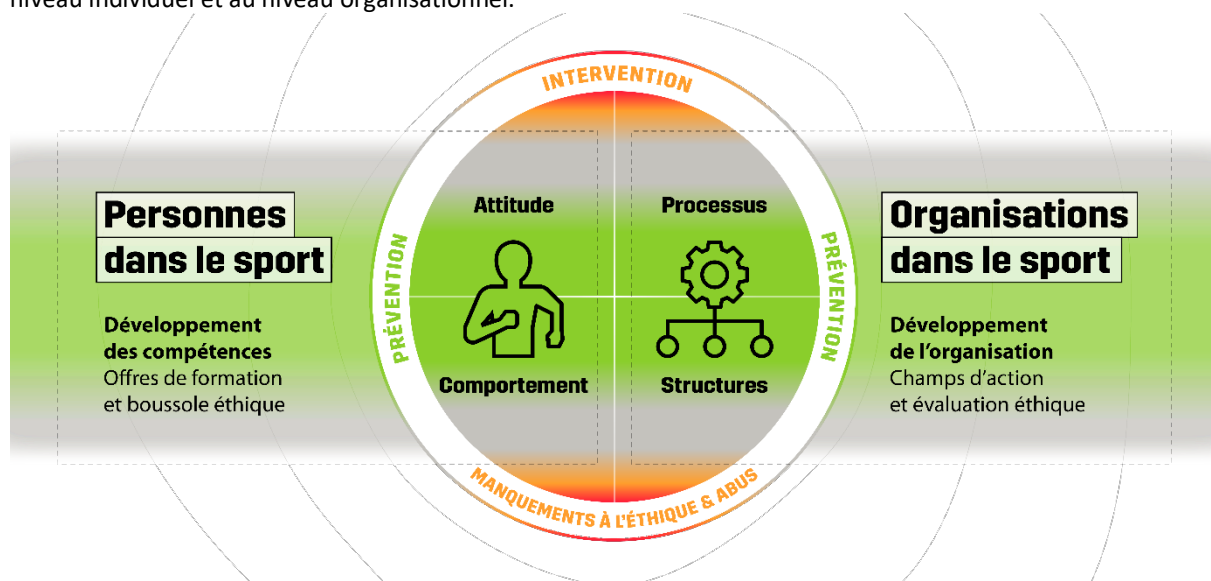 niveau individuel et au niveau organisationnel.
INTERVENTION
Personnes
dans le sport
Développement
des compétences
Offres de formation
et boussole éthique
PRÉVENTION
Attitude
Comportement
Processus
Structures
PRÉVENTION
Organisations
dans le sport
Développement
de l'organisation
Champs d'action
et évaluation éthique
MANQUEMENTS À L'ÉTHIQUE & ABUS